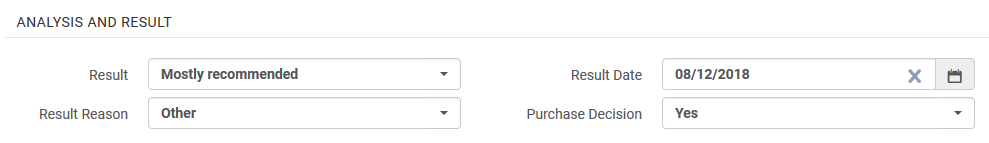 ANALYSIS AND RESULT
Result Mostly recommended Result Date 08/12/2018
Result Reason Other Purchase Decision Yes